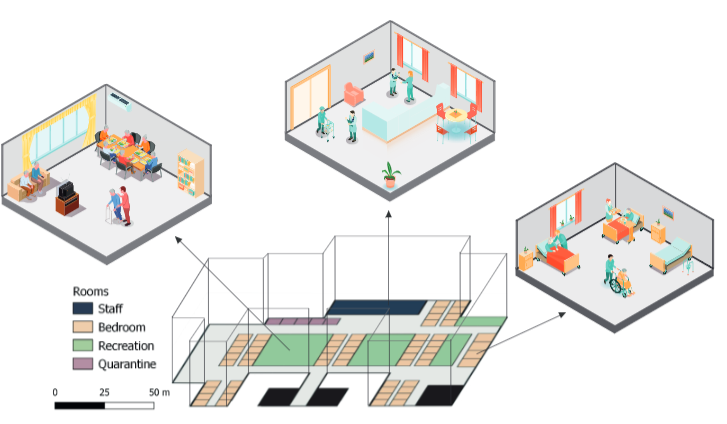 Rooms
Staff
Bedroom
Recreation
Quarantine
0 25 50 m